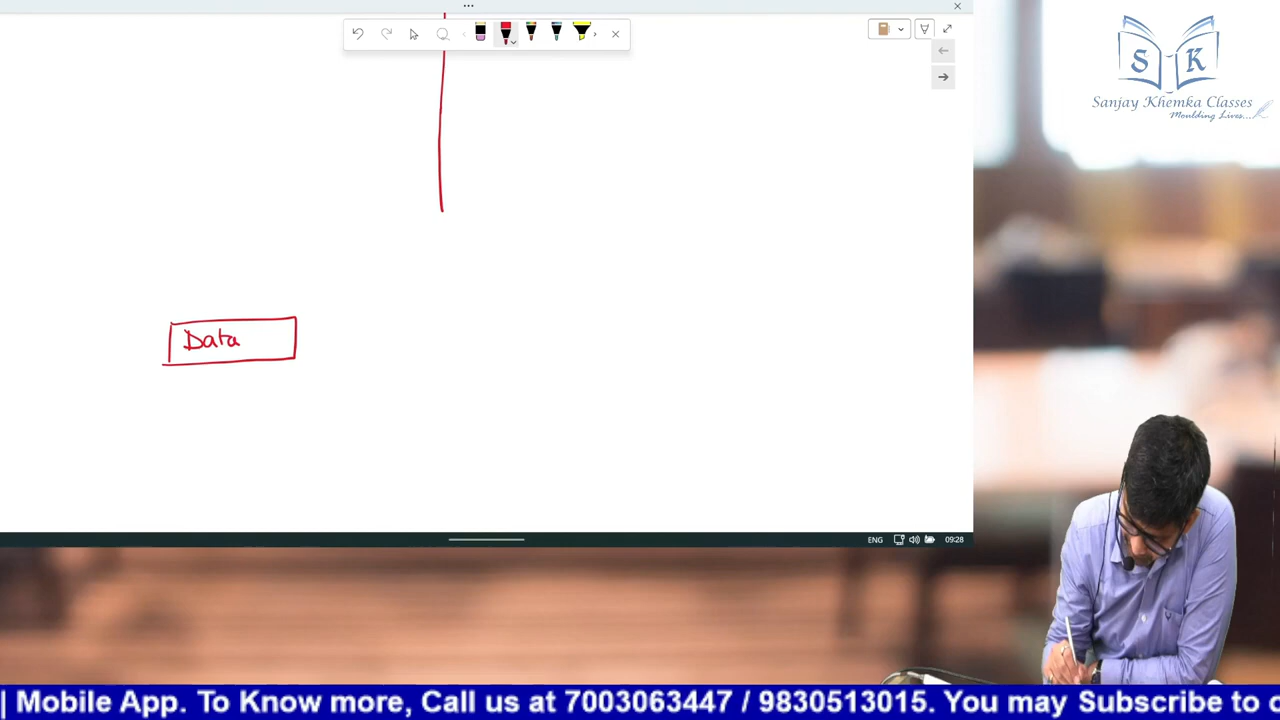 S K
Sanjay Khemka Classes
Moulding Lives...
Data
ENG 09:28
| Mobile App. To Know more, Call us at 7003063447 / 9830513015. You may Subscribe to